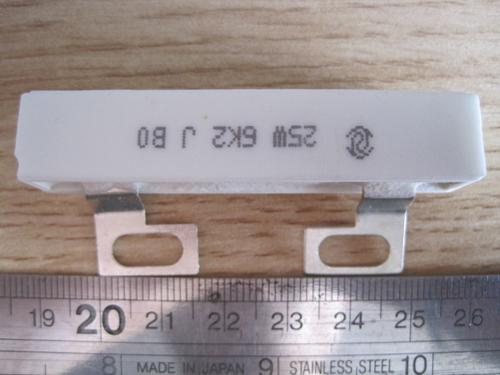 25W 6K2 J B0
19 20 21 22 23 24 25 26
8 MADE IN JAPAN 9 STAINLESS STEEL 10